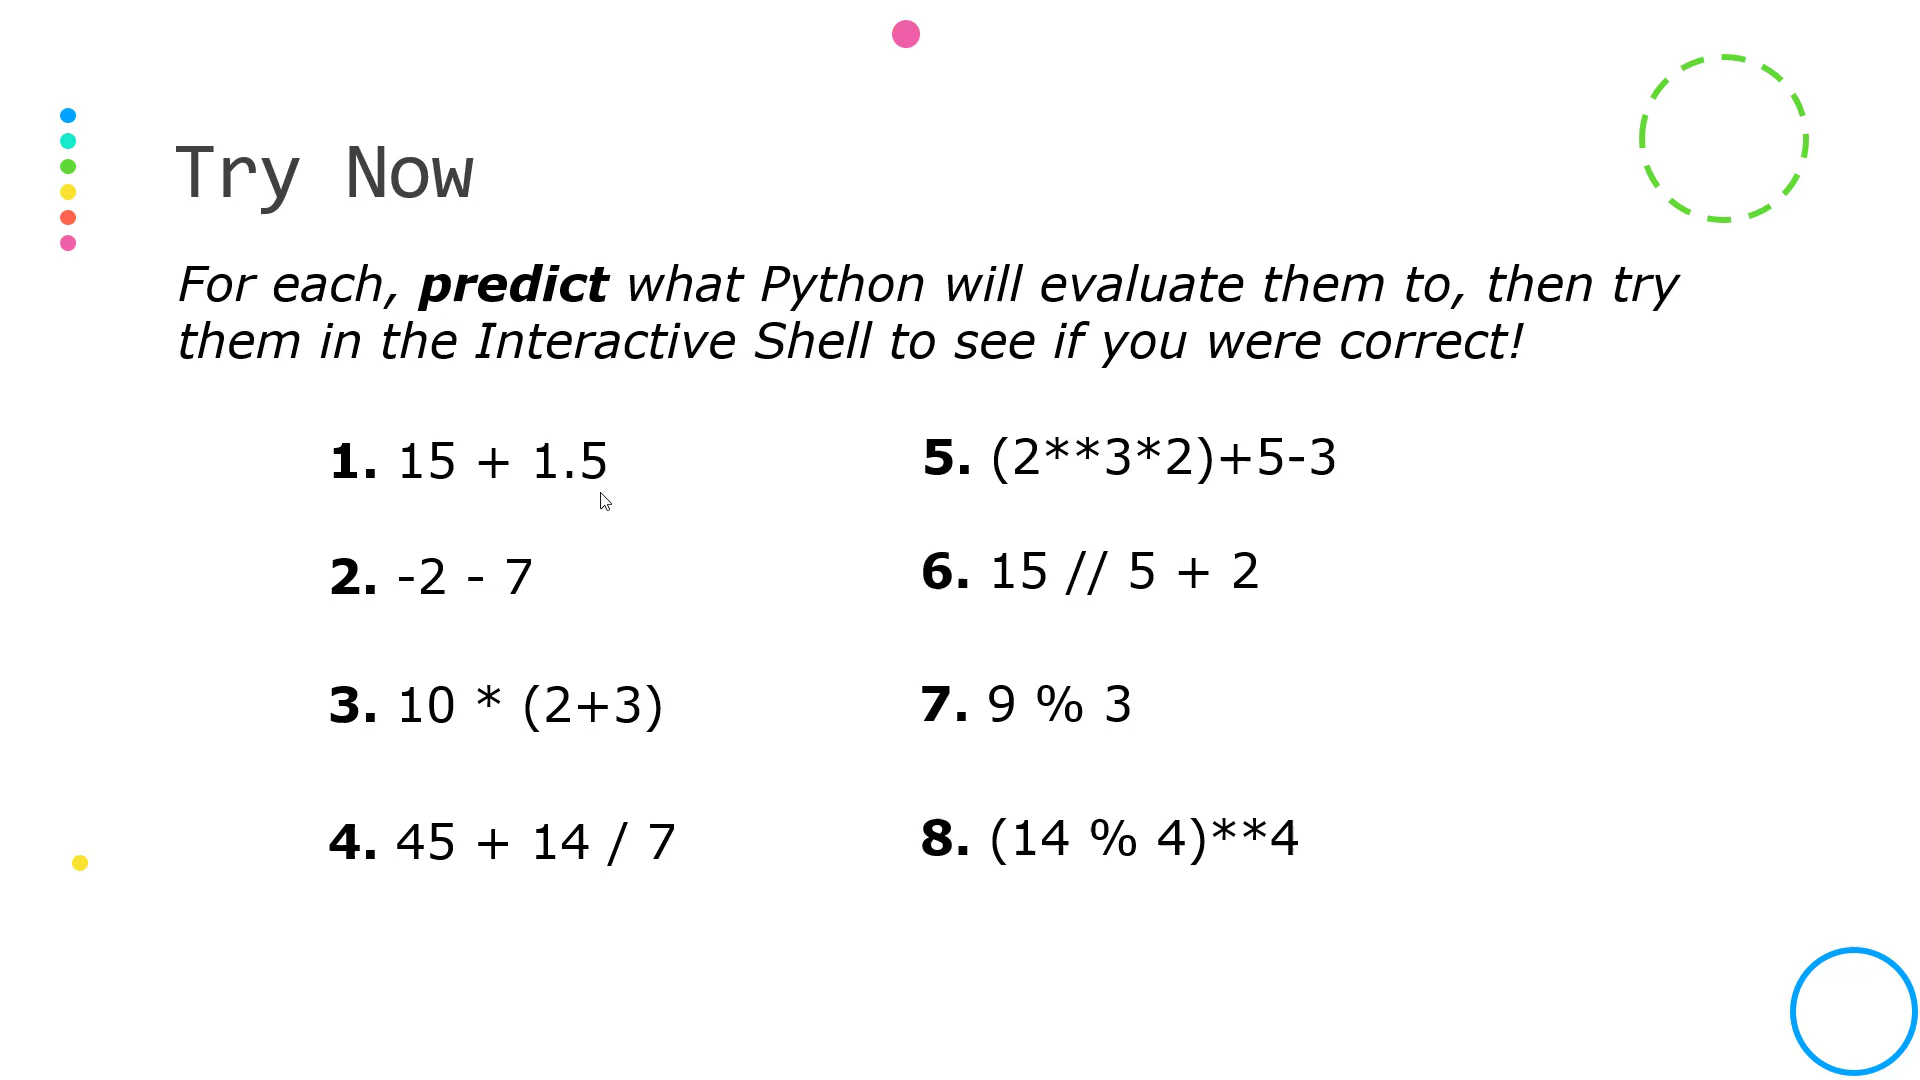 Try Now
For each, predict what Python will evaluate them to, then try
them in the Interactive Shell to see if you were correct!
1. 15 + 1.5
2. -2 - 7
3. 10 * (2+3)
4. 45 + 14 / 7
5. (2**3*2)+5-3
6. 15 // 5 + 2
7. 9 % 3
8. (14 % 4)**4